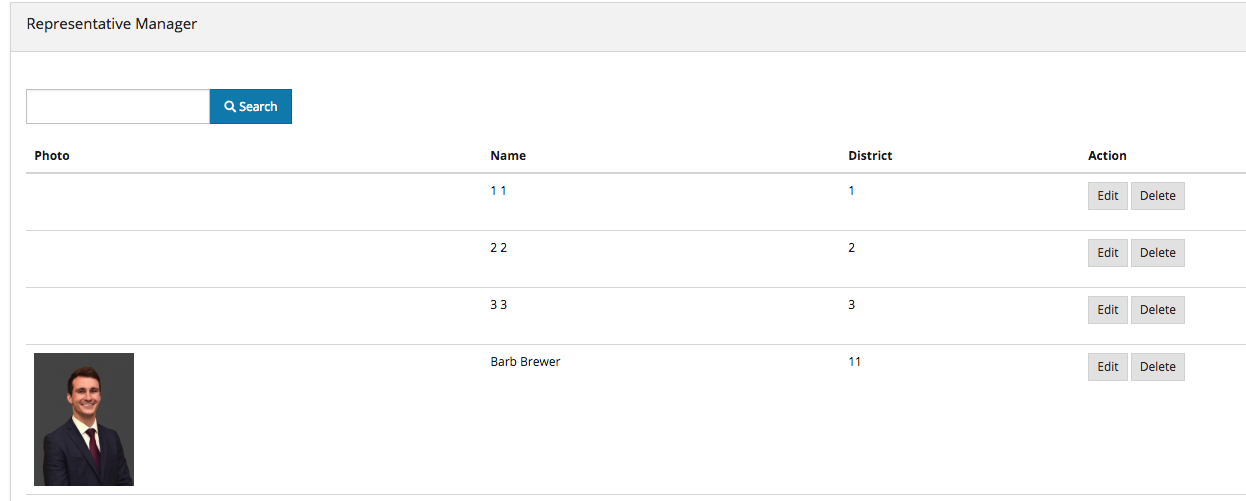 Representative Manager
Search
Photo Name District Action
1 1 1 Edit Delete
2 2 2 Edit Delete
3 3 3 Edit Delete
Barb Brewer 11 Edit Delete